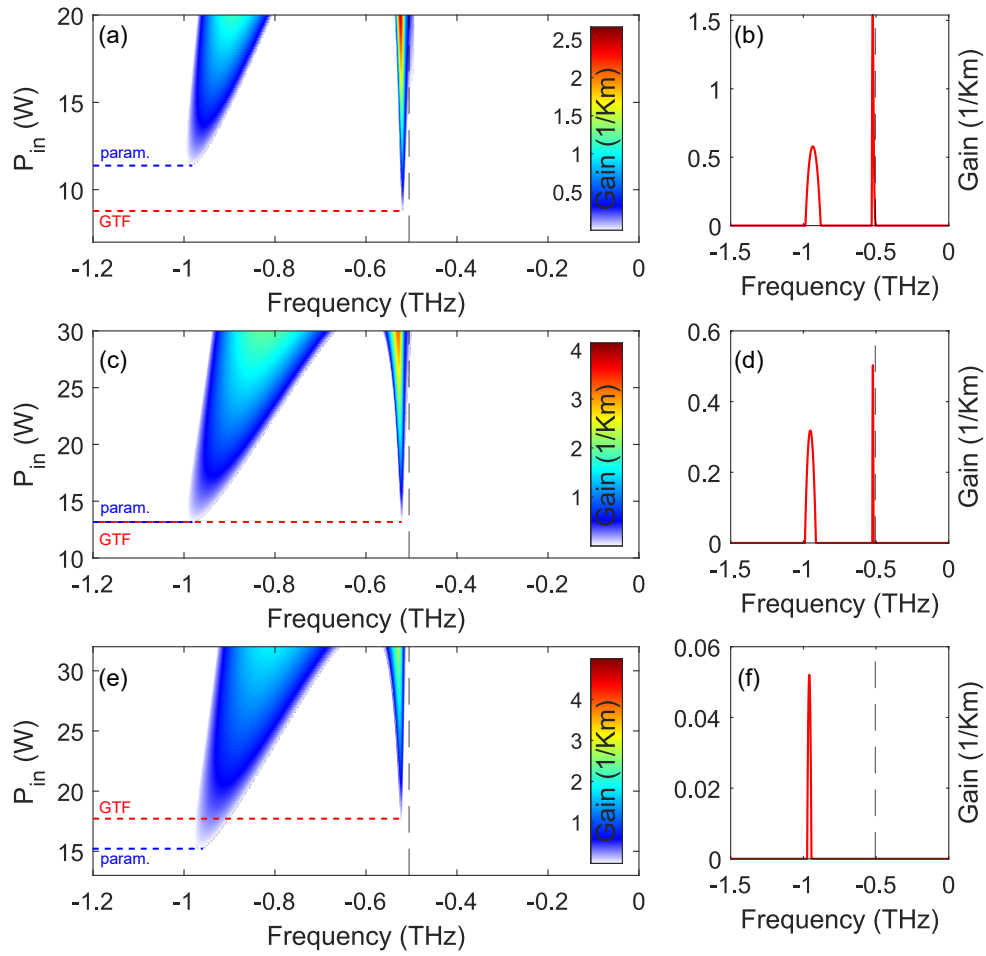 (a)
20
15
10
P_in (W)
param.
GTF
2.5
2
1.5
1
0.5
Gain (1/Km)
-1.2 -1 -0.8 -0.6 -0.4 -0.2 0
Frequency (THz)
(b)
1.5
1
0.5
0
Gain (1/Km)
-1.5 -1 -0.5 0
Frequency (THz)
(c)
30
25
20
15
10
P_in (W)
param.
GTF
4
3
2
1
Gain (1/Km)
-1.2 -1 -0.8 -0.6 -0.4 -0.2 0
Frequency (THz)
(d)
0.6
0.4
0.2
0
Gain (1/Km)
-1.5 -1 -0.5 0
Frequency (THz)
(e)
30
25
20
15
P_in (W)
GTF
param.
4
3
2
1
Gain (1/Km)
-1.2 -1 -0.8 -0.6 -0.4 -0.2 0
Frequency (THz)
(f)
0.06
0.04
0.02
0
Gain (1/Km)
-1.5 -1 -0.5 0
Frequency (THz)